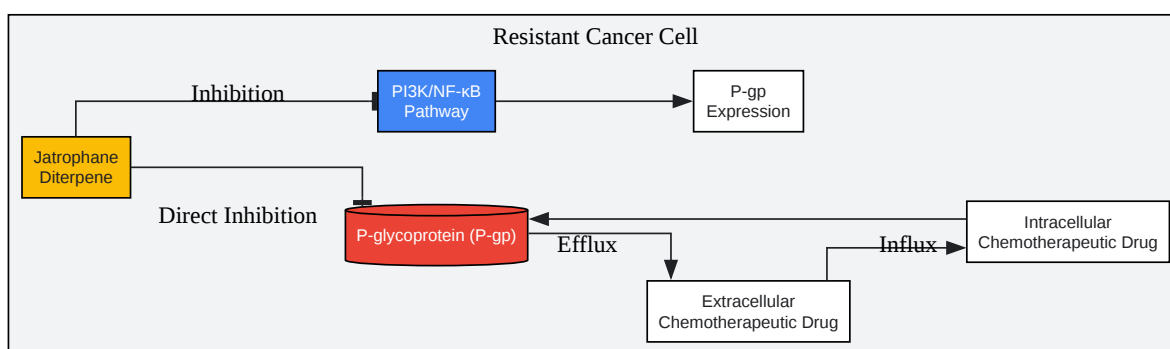 Resistant Cancer Cell
Inhibition
PI3K/NF-κB
Pathway
P-gp
Expression
Jatrophane
Diterpene
Direct Inhibition
P-glycoprotein (P-gp)
Efflux
Influx
Intracellular
Chemotherapeutic Drug
Extracellular
Chemotherapeutic Drug